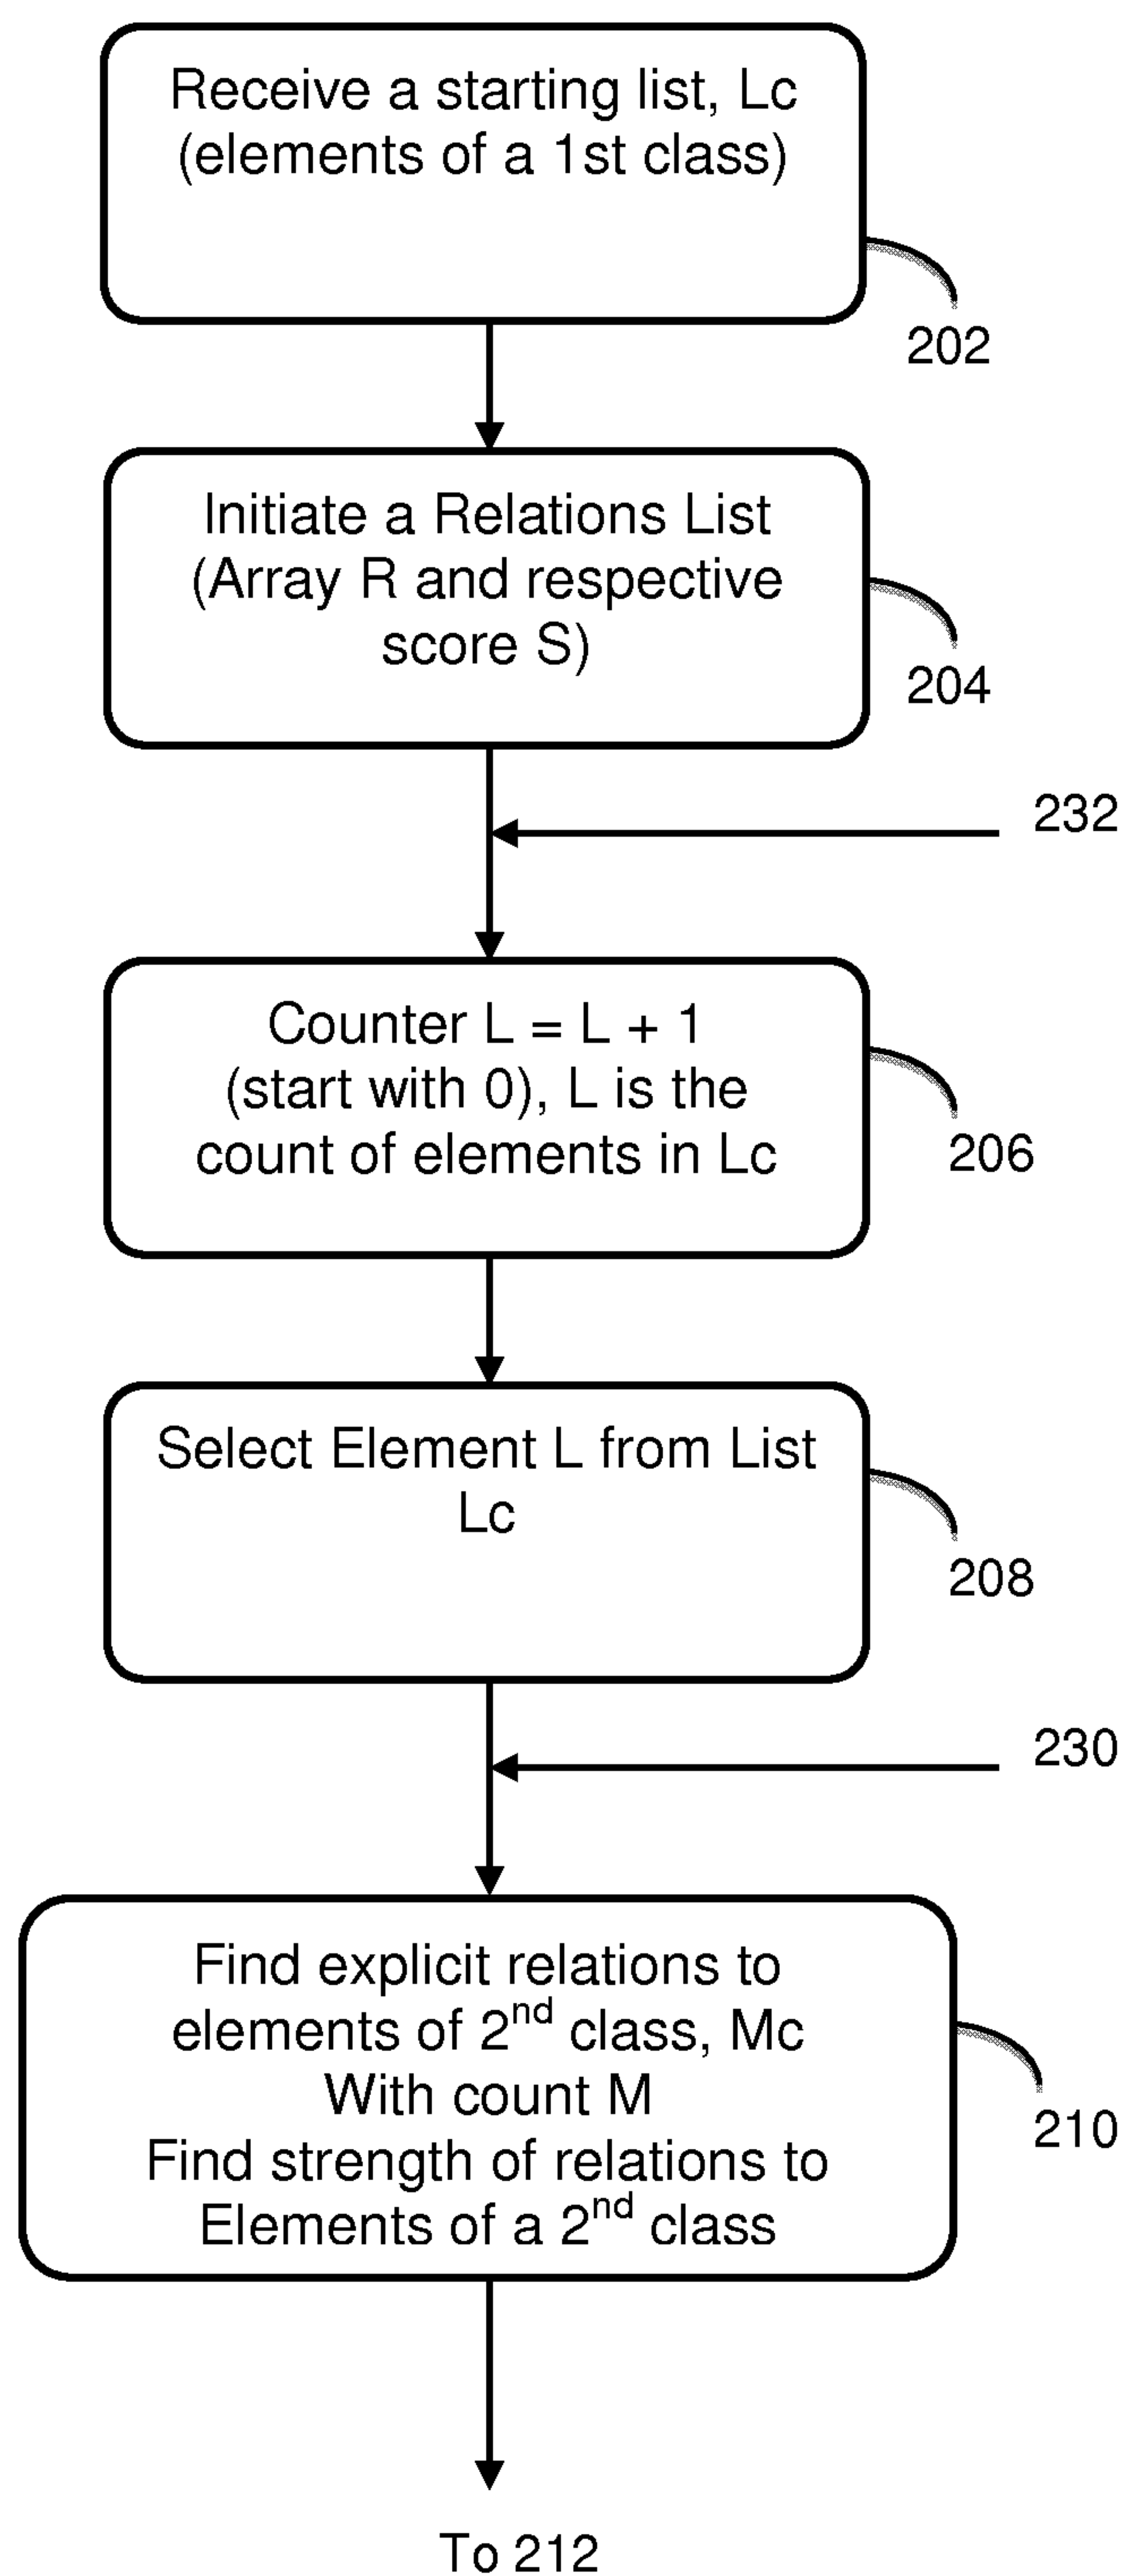 Receive a starting list, Lc
(elements of a 1st class)
202
Initiate a Relations List
(Array R and respective
score S)
204
232
Counter L = L + 1
(start with 0), L is the
count of elements in Lc
206
Select Element L from List
Lc
208
230
Find explicit relations to
elements of 2nd class, Mc
With count M
Find strength of relations to
Elements of a 2nd class
210
To 212